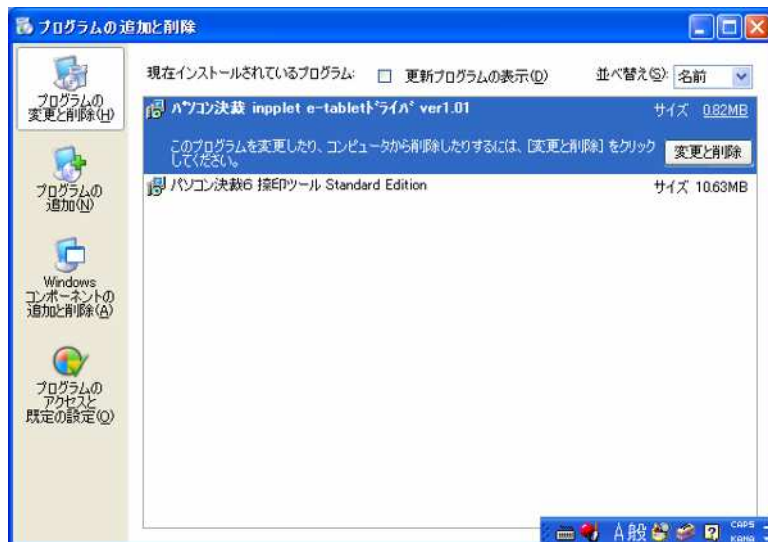 プログラムの追加と削除
現在インストールされているプログラム:
更新プログラムの表示(D)
並べ替え(S):
名前
プログラムの
変更と削除(H)
ﾊﾟｿｺﾝ決裁 inpplet e-tabletﾄﾞﾗｲﾊﾞ ver1.01
サイズ 0.82MB
このプログラムを変更したり、コンピュータから削除したりするには、[変更と削除] をクリック
してください。
変更と削除
パソコン決裁6 捺印ツール Standard Edition
サイズ 10.63MB
プログラムの
追加(N)
Windows
コンポーネントの
追加と削除(A)
プログラムの
アクセスと
既定の設定(O)
A 般
CAPS
KANA